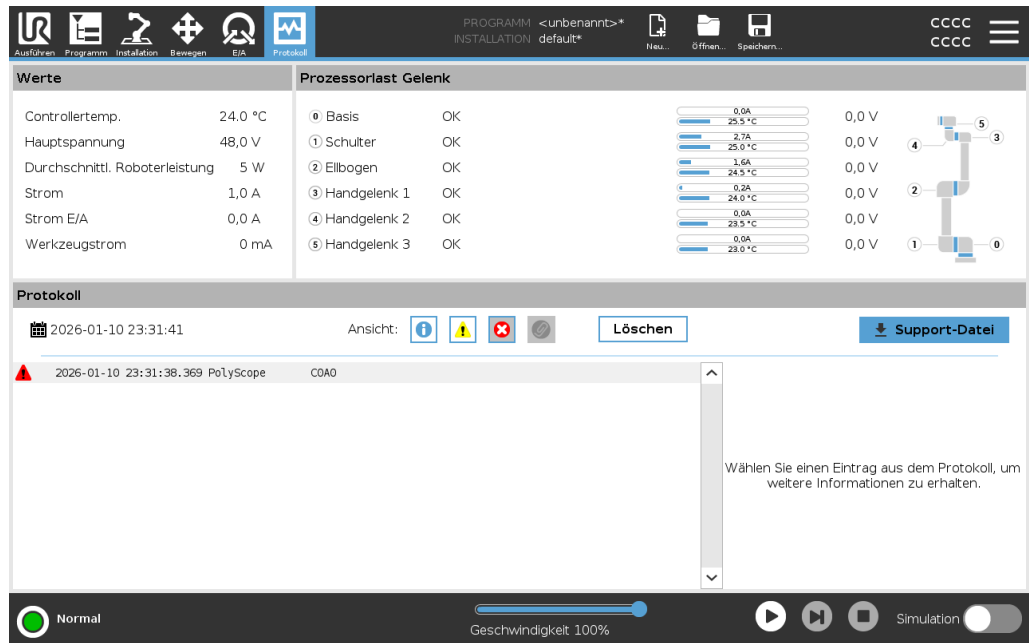 PROGRAMM <unbenannt>*
INSTALLATION default*
cccc
cccc
Ausführen Programm Installation Bewegen E/A Protokoll Neu... Öffnen... Speichern...
Werte
Controllertemp. 24.0 °C
Hauptspannung 48,0 V
Durchschnittl. Roboterleistung 5 W
Strom 1,0 A
Strom E/A 0,0 A
Werkzeugstrom 0 mA
Prozessorlast Gelenk
0 Basis OK 0,0A 25.5 °C 0,0 V
1 Schulter OK 2,7A 25.0 °C 0,0 V
2 Ellbogen OK 1,6A 24.5 °C 0,0 V
3 Handgelenk 1 OK 0,2A 24.0 °C 0,0 V
4 Handgelenk 2 OK 0,0A 23.5 °C 0,0 V
5 Handgelenk 3 OK 0,0A 23.0 °C 0,0 V
5
4 3
2
1 0
Protokoll
2026-01-10 23:31:41 Ansicht: Löschen Support-Datei
2026-01-10 23:31:38.369 PolyScope C0A0
Wählen Sie einen Eintrag aus dem Protokoll, um
weitere Informationen zu erhalten.
Normal
Geschwindigkeit 100%
Simulation